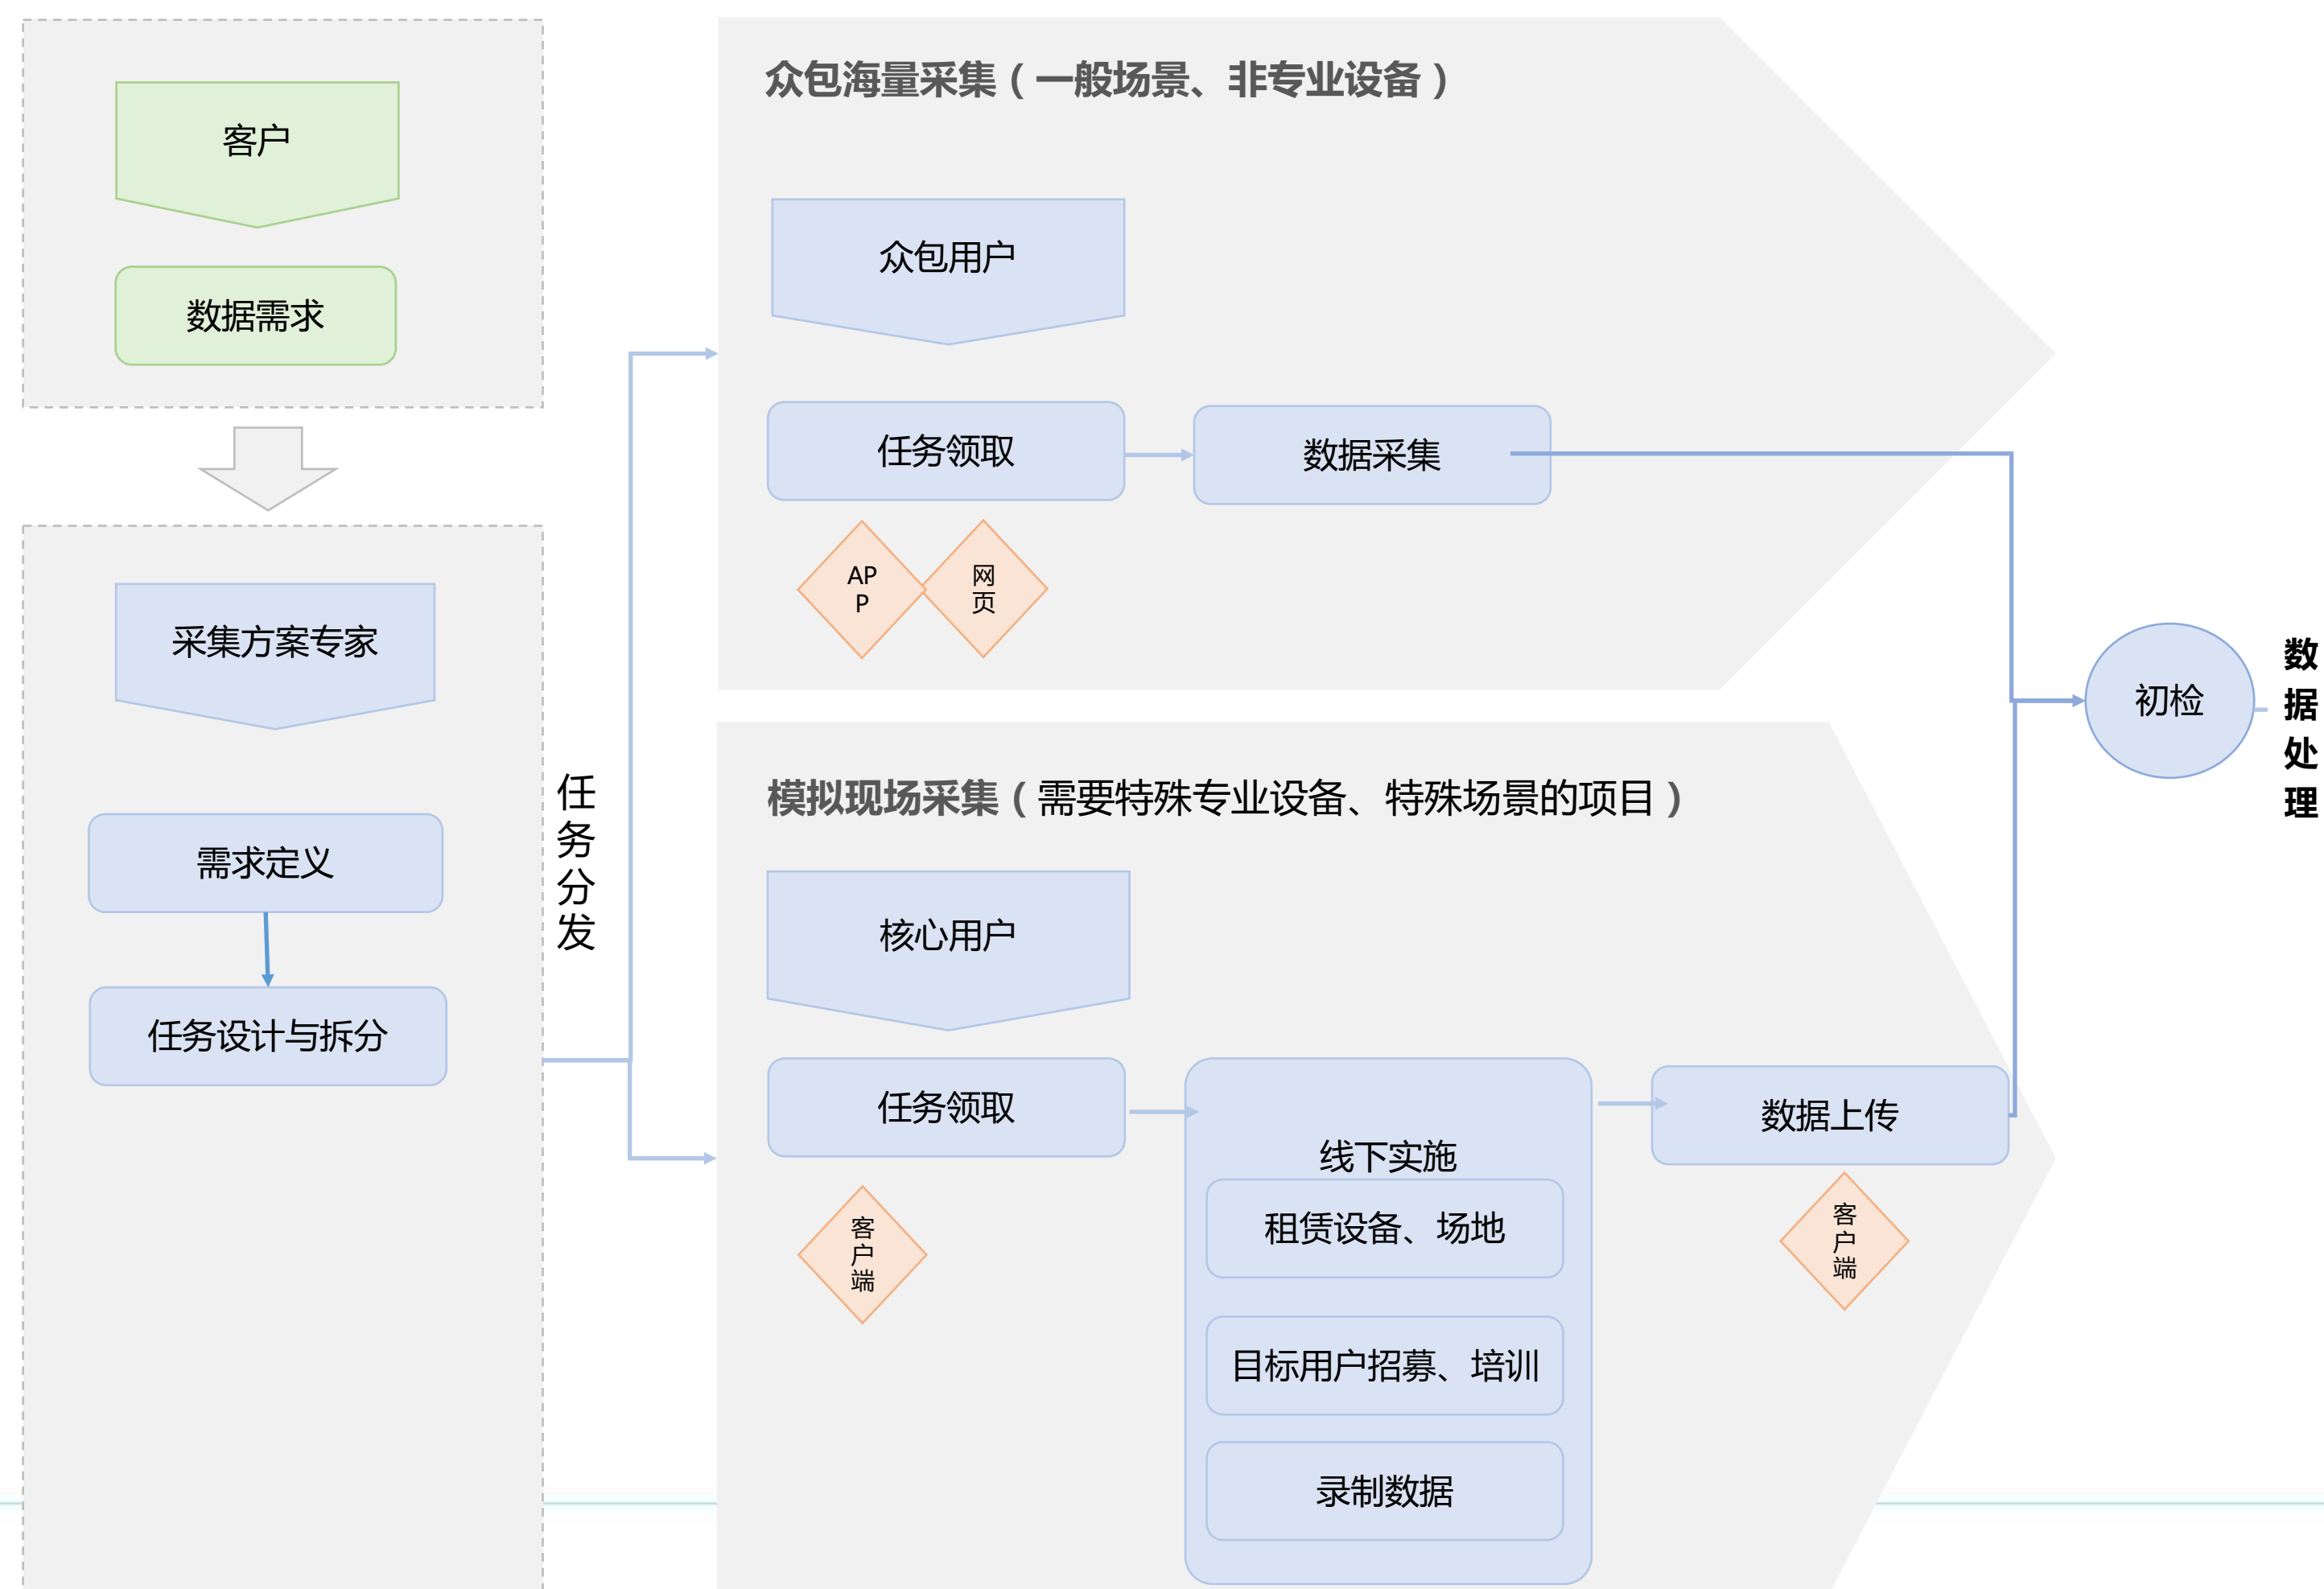 客户
数据需求
采集方案专家
需求定义
任务设计与拆分
任
务
分
发
众包海量采集（一般场景、非专业设备）
众包用户
任务领取
数据采集
AP
P
网
页
模拟现场采集（需要特殊专业设备、特殊场景的项目）
核心用户
任务领取
客
户
端
线下实施
租赁设备、场地
目标用户招募、培训
录制数据
数据上传
客
户
端
初检
数
据
处
理